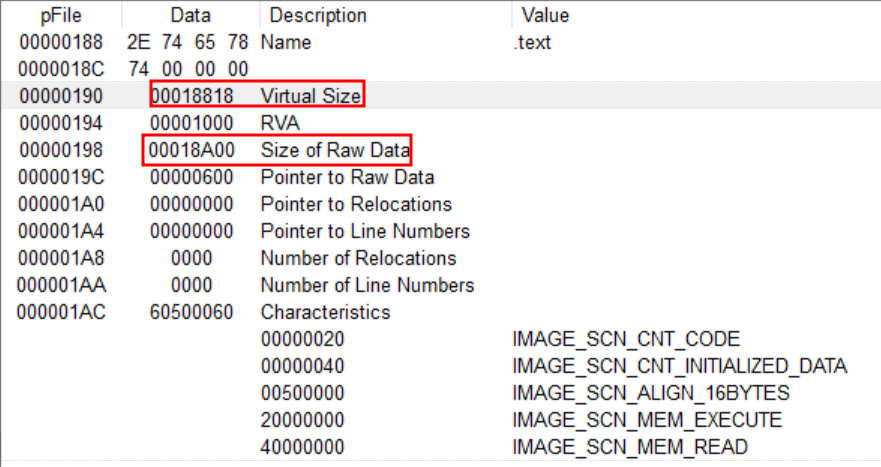 pFile Data Description Value
00000188 2E 74 65 78 Name .text
0000018C 74 00 00 00
00000190 00018818 Virtual Size
00000194 00001000 RVA
00000198 00018A00 Size of Raw Data
0000019C 00000600 Pointer to Raw Data
000001A0 00000000 Pointer to Relocations
000001A4 00000000 Pointer to Line Numbers
000001A8 0000 Number of Relocations
000001AA 0000 Number of Line Numbers
000001AC 60500060 Characteristics
00000020 IMAGE_SCN_CNT_CODE
00000040 IMAGE_SCN_CNT_INITIALIZED_DATA
00500000 IMAGE_SCN_ALIGN_16BYTES
20000000 IMAGE_SCN_MEM_EXECUTE
40000000 IMAGE_SCN_MEM_READ